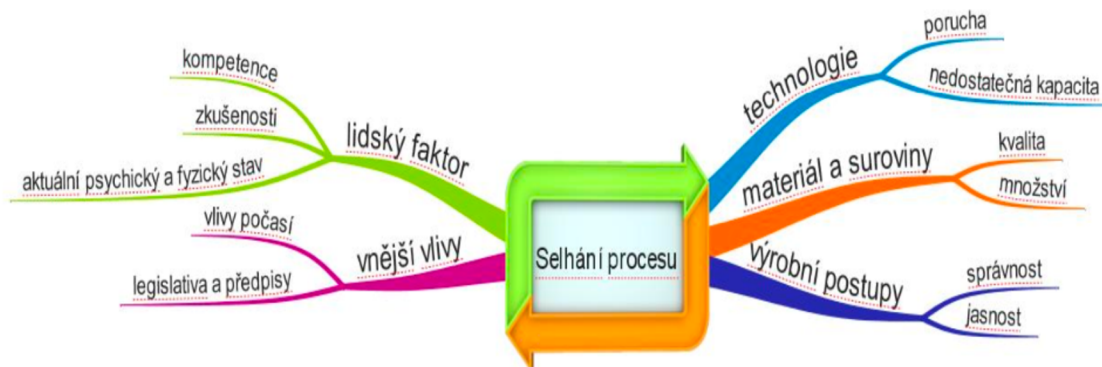 kompetence
zkušenosti
aktuální psychický a fyzický stav
lidský faktor
vlivy počasí
legislativa a předpisy
vnější vlivy
Selhání procesu
technologie
porucha
nedostatečná kapacita
materiál a suroviny
kvalita
množství
výrobní postupy
správnost
jasnost